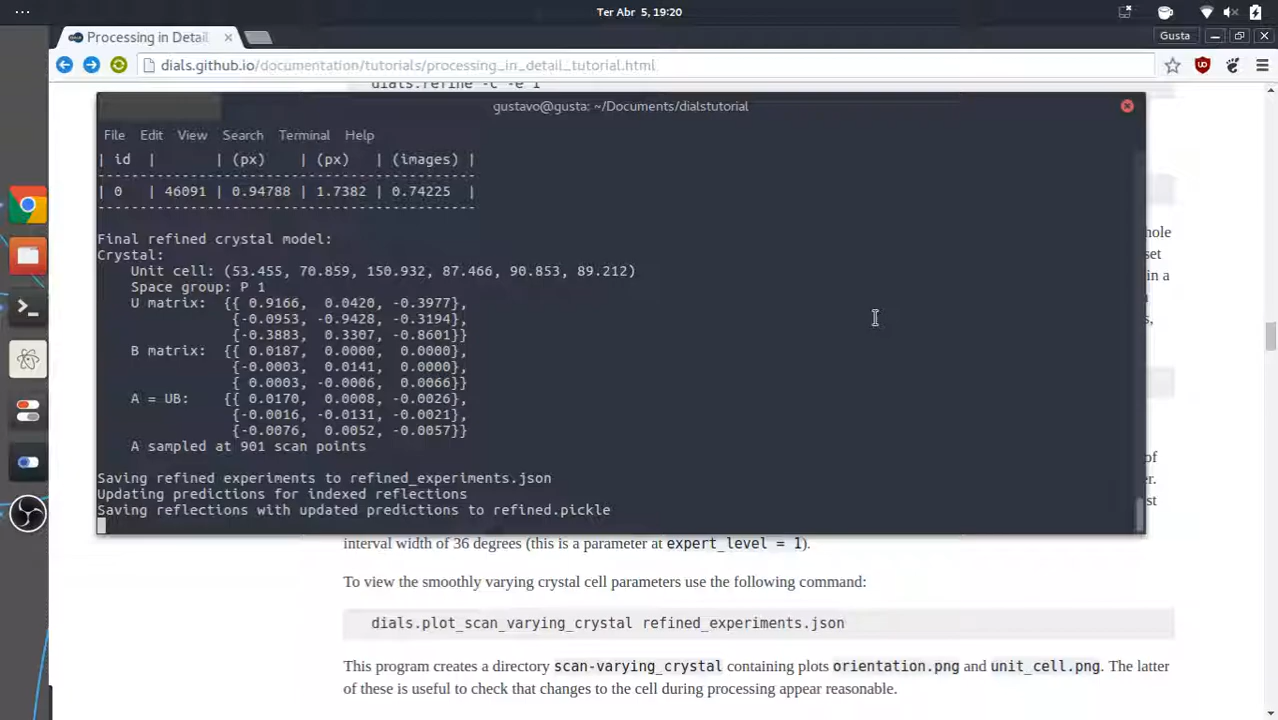 Ter Abr 5, 19:20
Processing in Detail
Gusta
dials.github.io/documentation/tutorials/processing_in_detail_tutorial.html
dials.refine -c -e 1
gustavo@gusta: ~/Documents/dialstutorial
File Edit View Search Terminal Help
| id | | (px) | (px) | (images) |
-------------------------------------------
| 0 | 46091 | 0.94788 | 1.7382 | 0.74225 |
-------------------------------------------
hole
Final refined crystal model:
Crystal:
set
Unit cell: (53.455, 70.859, 150.932, 87.466, 90.853, 89.212)
in a
Space group: P 1
U matrix: {{ 0.9166, 0.0420, -0.3977},
{-0.0953, -0.9428, -0.3194},
s,
{-0.3883, 0.3307, -0.8601}}
B matrix: {{ 0.0187, 0.0000, 0.0000},
{-0.0003, 0.0141, 0.0000},
{ 0.0003, -0.0006, 0.0066}}
A = UB: {{ 0.0170, 0.0008, -0.0026},
{-0.0016, -0.0131, -0.0021},
{-0.0076, 0.0052, -0.0057}}
A sampled at 901 scan points
of
Saving refined experiments to refined_experiments.json
er.
Updating predictions for indexed reflections
st
Saving reflections with updated predictions to refined.pickle
interval width of 36 degrees (this is a parameter at expert_level = 1).
To view the smoothly varying crystal cell parameters use the following command:
dials.plot_scan_varying_crystal refined_experiments.json
This program creates a directory scan-varying_crystal containing plots orientation.png and unit_cell.png. The latter
of these is useful to check that changes to the cell during processing appear reasonable.